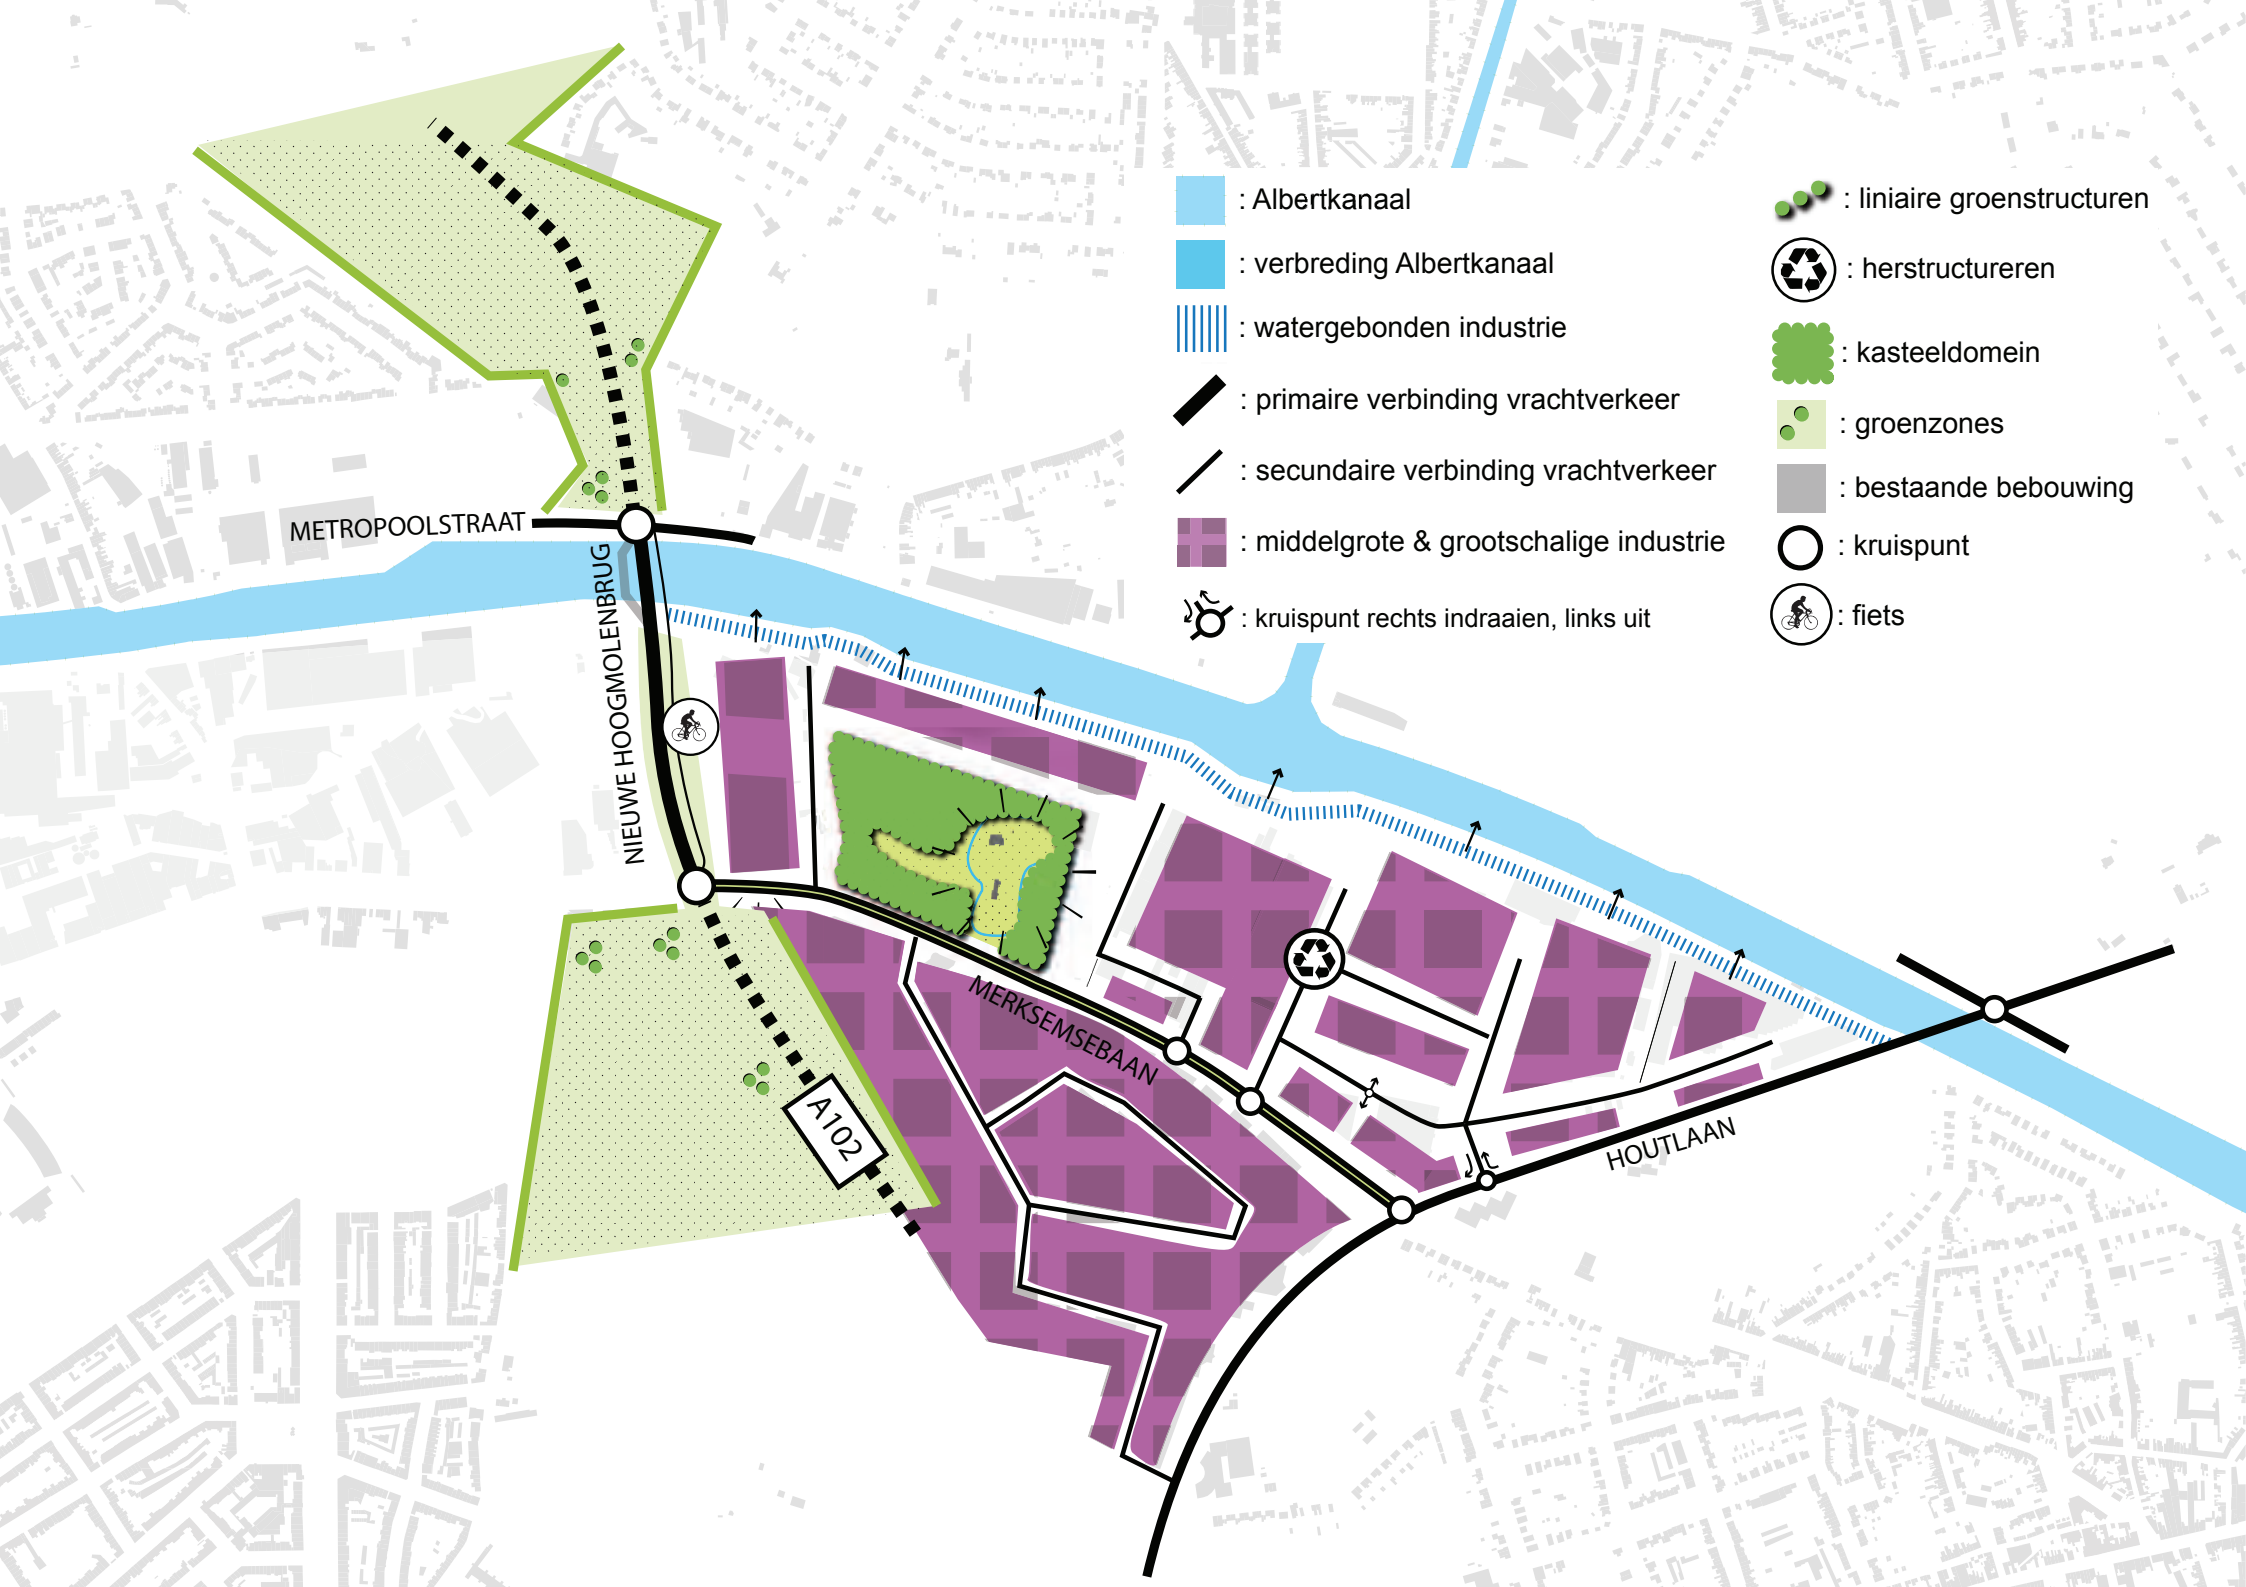 : Albertkanaal
: verbreding Albertkanaal
: watergebonden industrie
: primaire verbinding vrachtverkeer
: secundaire verbinding vrachtverkeer
: middelgrote & grootschalige industrie
: kruispunt rechts indraaien, links uit
: liniaire groenstructuren
: herstructureren
: kasteeldomein
: groenzones
: bestaande bebouwing
: kruispunt
: fiets
METROPOOLSTRAAT
NIEUWE HOOGMOLENBRUG
MERKSEMSEBAAN
A102
HOUTLAAN